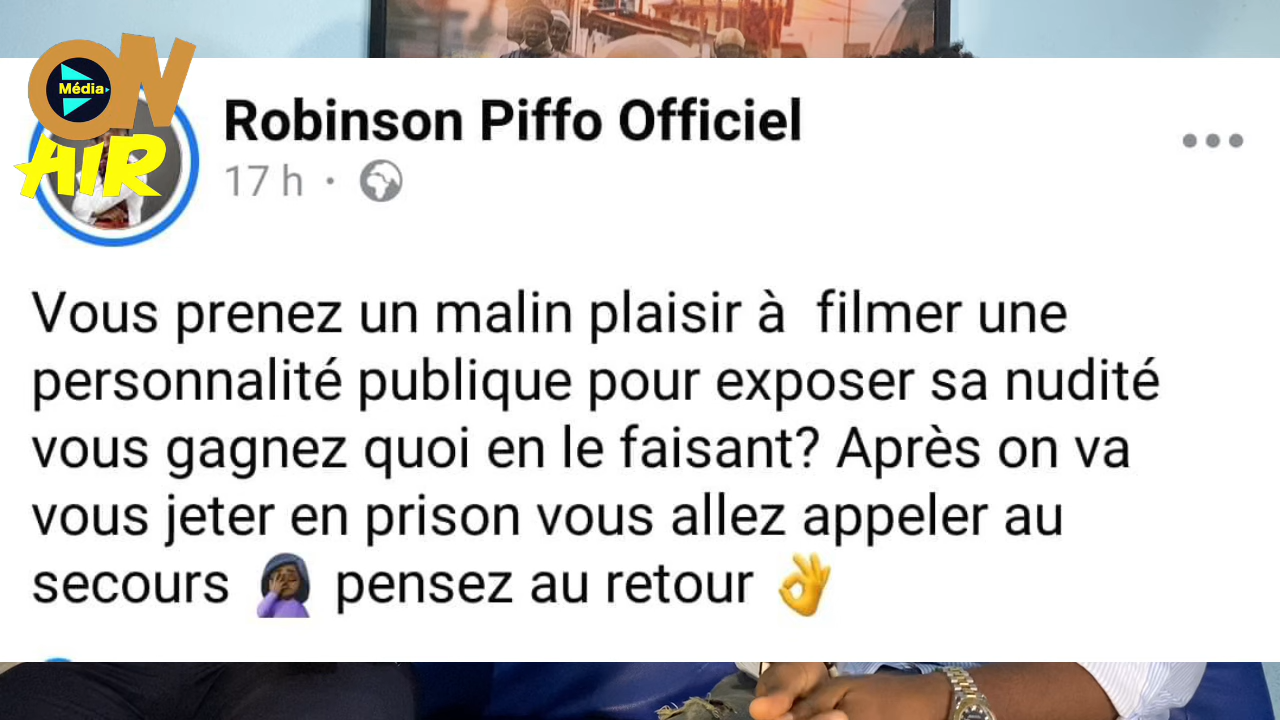 ON
Média
AIR
Robinson Piffo Officiel
17 h ·
Vous prenez un malin plaisir à filmer une
personnalité publique pour exposer sa nudité
vous gagnez quoi en le faisant? Après on va
vous jeter en prison vous allez appeler au
secours 🤦🏿‍♀️ pensez au retour 👌